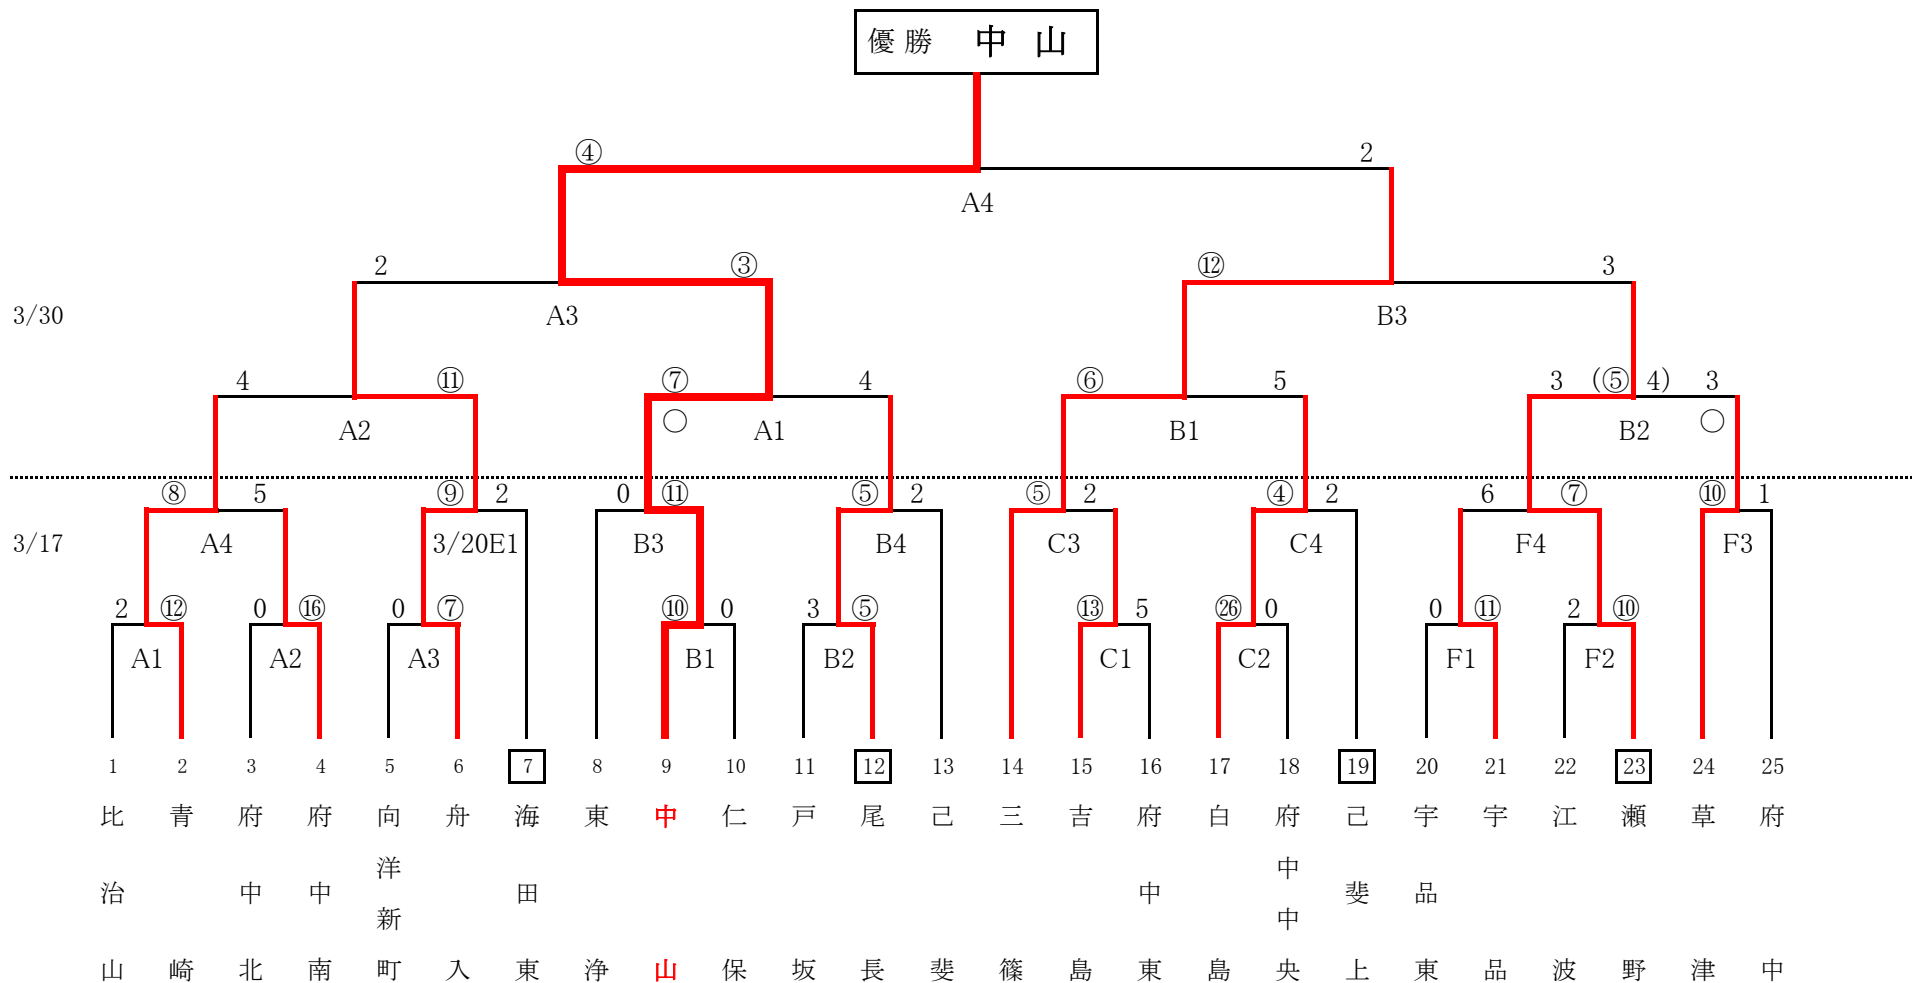 優勝 中山
④ 2
A4
2 ③ ⑫ 3
3/30 A3 B3
4 ⑪ ⑦ 4 ⑥ 5 3 (⑤ 4) 3
○ ○
A2 A1 B1 B2
⑧ 5 ⑨ 2 0 ⑪ ⑤ 2 ⑤ 2 ④ 2 6 ⑦ ⑩ 1
3/17 A4 3/20E1 B3 B4 C3 C4 F4 F3
2 ⑫ 0 ⑯ 0 ⑦ ⑩ 0 3 ⑤ ⑬ 5 ㉖ 0 0 ⑪ 2 ⑩
A1 A2 A3 B1 B2 C1 C2 F1 F2
1 2 3 4 5 6 7 8 9 10 11 12 13 14 15 16 17 18 19 20 21 22 23 24 25
比治山
青崎
府中北
府中南
向洋新町
舟入
海田東
東浄
中山
仁保
戸坂
尾長
己斐
三篠
吉島
府中東
白島
府中中央
己斐上
宇品東
宇品
江波
瀬野
草津
府中